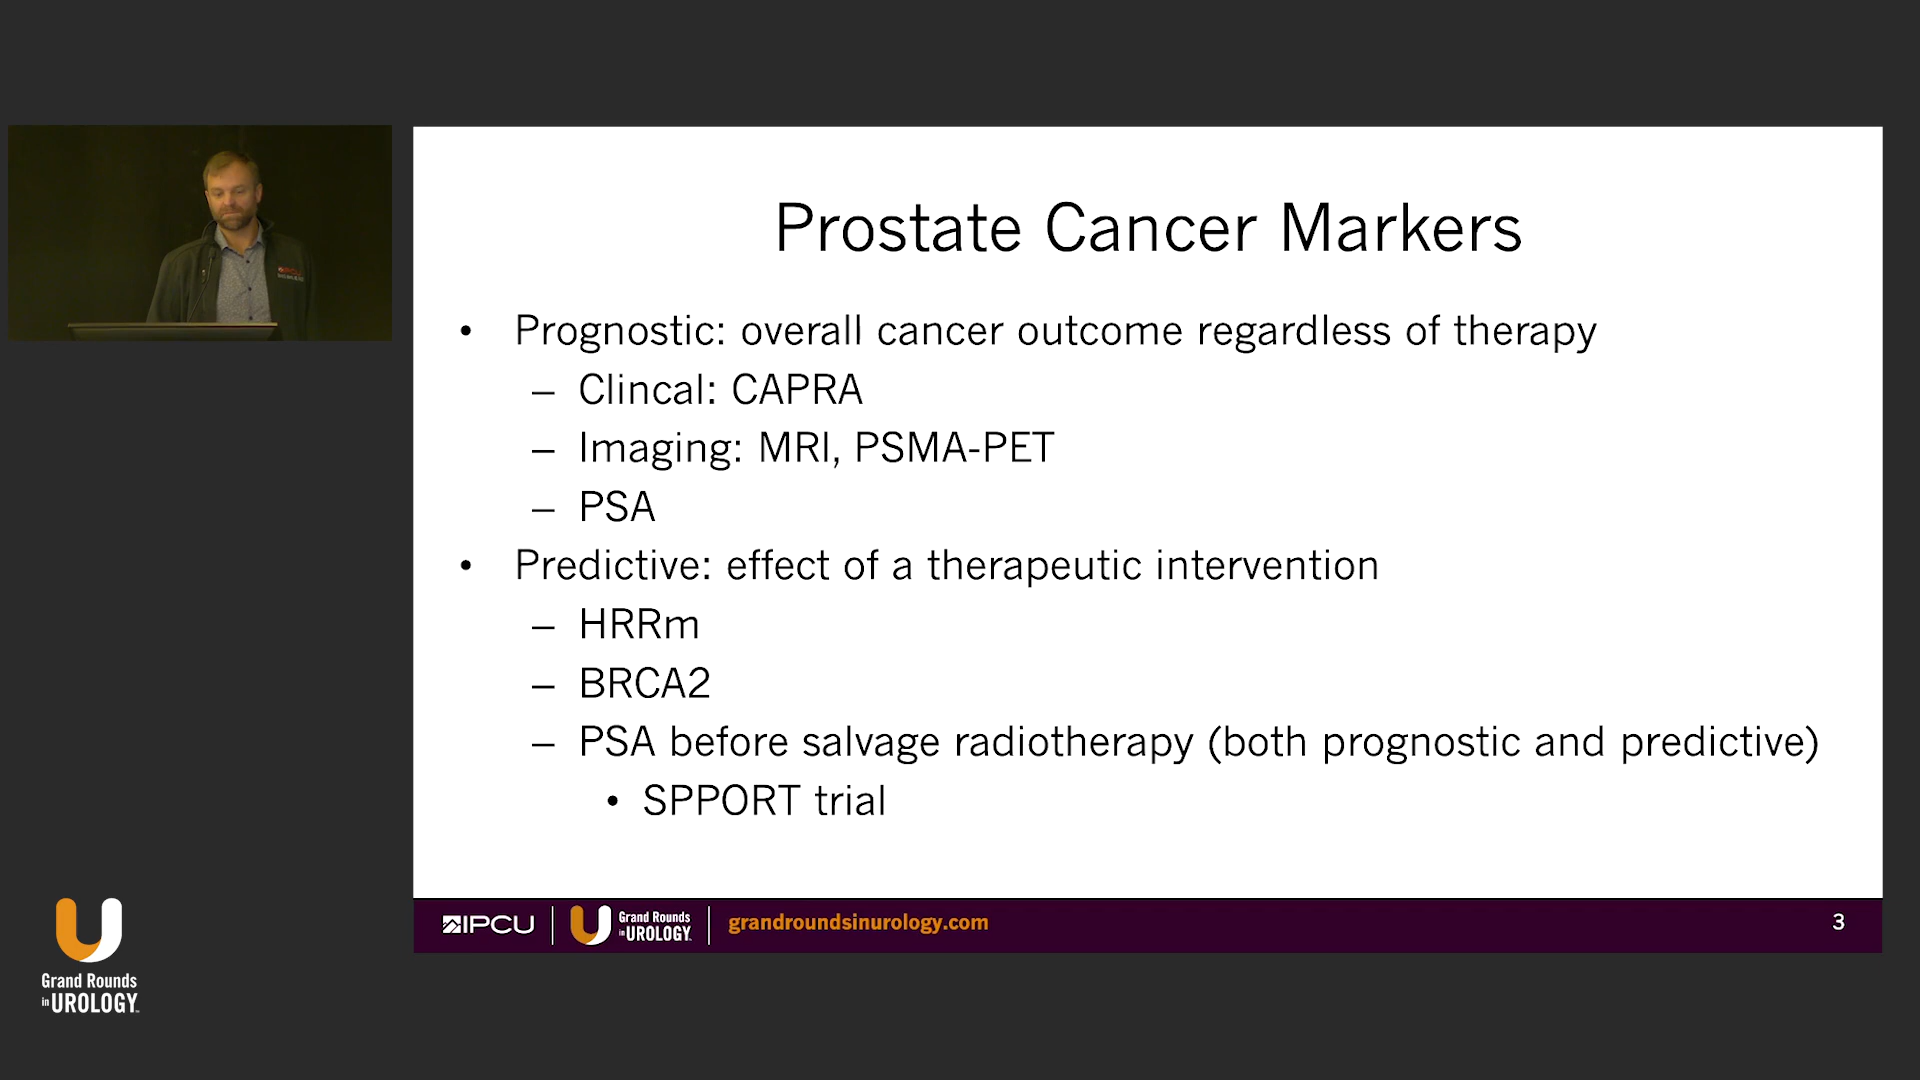 Prostate Cancer Markers
• Prognostic: overall cancer outcome regardless of therapy
– Clincal: CAPRA
– Imaging: MRI, PSMA-PET
– PSA
• Predictive: effect of a therapeutic intervention
– HRRm
– BRCA2
– PSA before salvage radiotherapy (both prognostic and predictive)
• SPPORT trial
IPCU
Grand Rounds
in UROLOGY
grandroundsinurology.com
3
Grand Rounds
in UROLOGY
IPCU